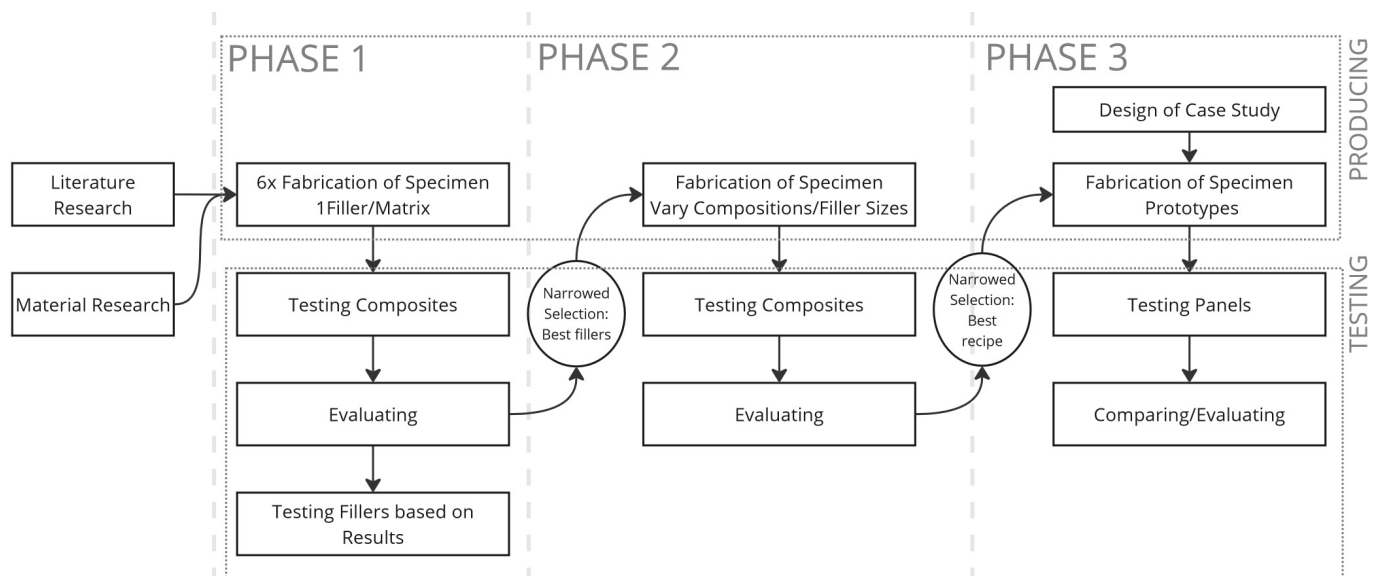 PHASE 1
PHASE 2
PHASE 3
PRODUCING
Design of Case Study
Literature
Research
6x Fabrication of Specimen
1Filler/Matrix
Fabrication of Specimen
Vary Compositions/Filler Sizes
Fabrication of Specimen
Prototypes
TESTING
Material Research
Testing Composites
Narrowed
Selection:
Best fillers
Testing Composites
Narrowed
Selection:
Best
recipe
Testing Panels
Evaluating
Evaluating
Comparing/Evaluating
Testing Fillers based on
Results